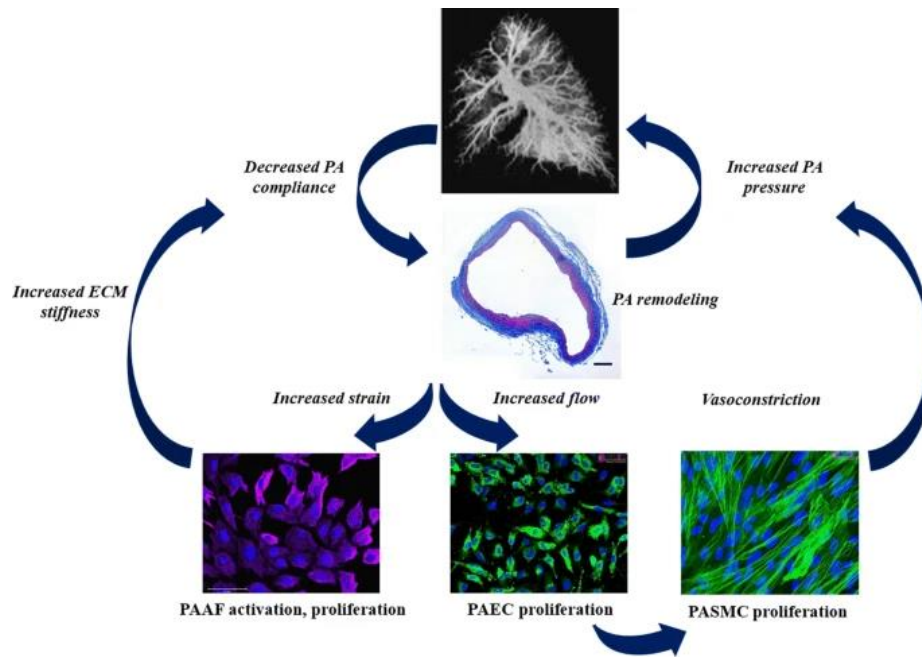 Decreased PA
compliance
Increased PA
pressure
Increased ECM
stiffness
PA remodeling
Increased strain
Increased flow
Vasoconstriction
PAAF activation, proliferation
PAEC proliferation
PASMC proliferation